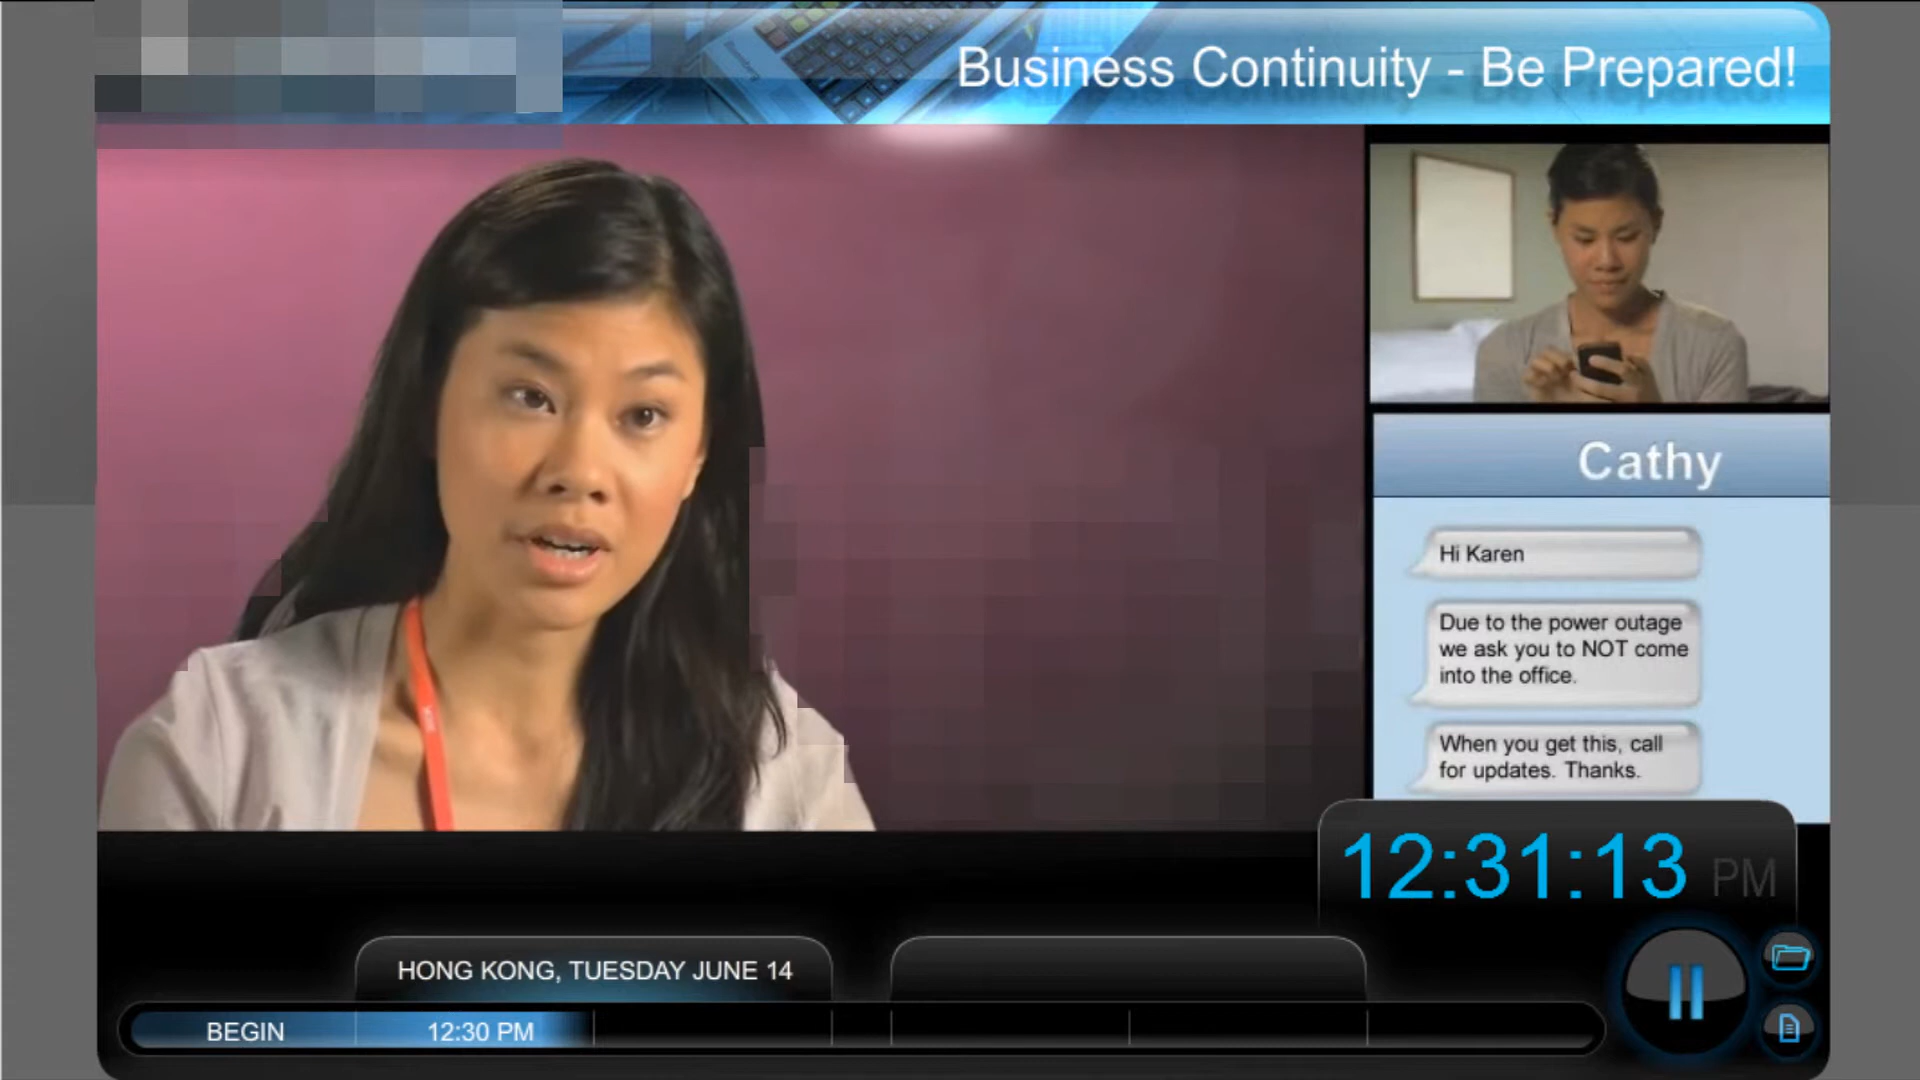 Business Continuity - Be Prepared!
Cathy
Hi Karen
Due to the power outage
we ask you to NOT come
into the office.
When you get this, call
for updates. Thanks.
12:31:13 PM
HONG KONG, TUESDAY JUNE 14
BEGIN
12:30 PM